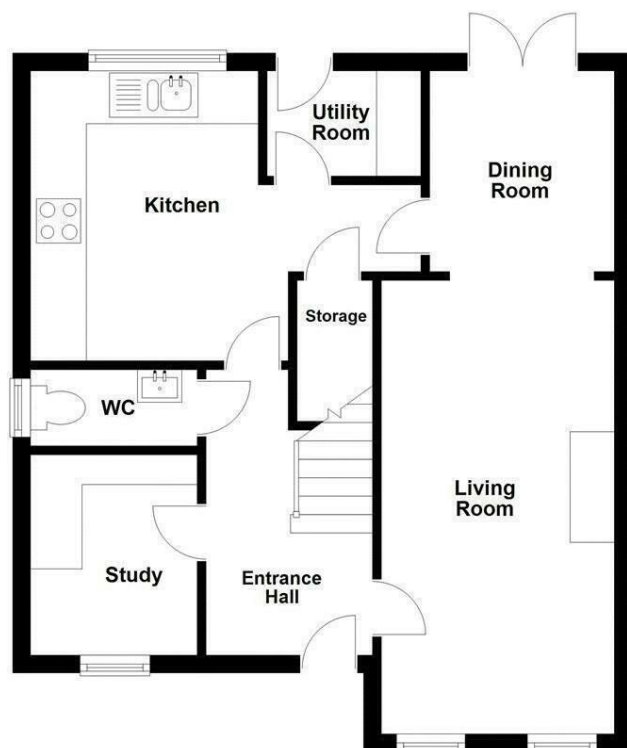 Utility
Room
Dining
Room
Kitchen
Storage
WC
Living
Room
Study
Entrance
Hall